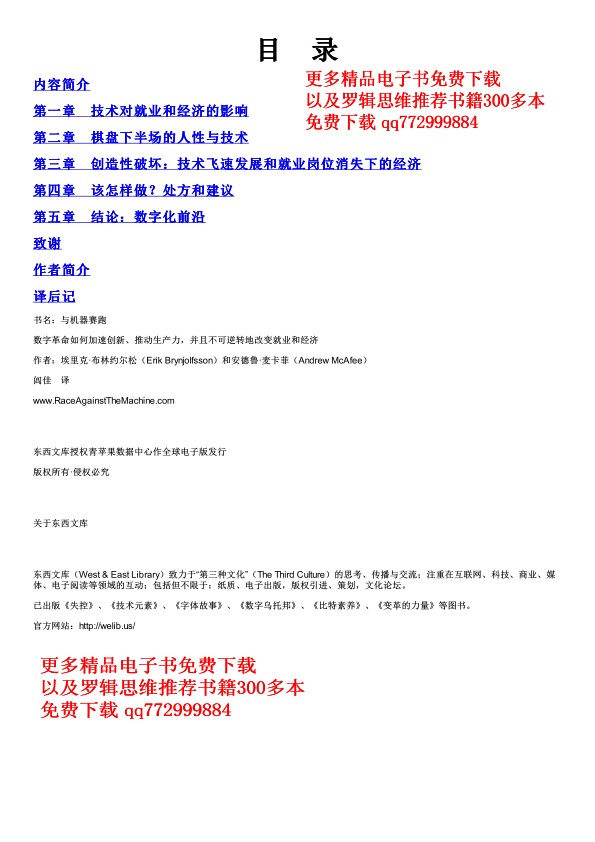 目 录
更多精品电子书免费下载
以及罗辑思维推荐书籍300多本
免费下载 qq772999884
内容简介
第一章 技术对就业和经济的影响
第二章 棋盘下半场的人性与技术
第三章 创造性破坏：技术飞速发展和就业岗位消失下的经济
第四章 该怎样做？处方和建议
第五章 结论：数字化前沿
致谢
作者简介
译后记
书名：与机器赛跑
数字革命如何加速创新、推动生产力，并且不可逆转地改变就业和经济
作者：埃里克·布林约尔松（Erik Brynjolfsson）和安德鲁·麦卡菲（Andrew McAfee）
闾佳 译
www.RaceAgainstTheMachine.com
东西文库授权青苹果数据中心作全球电子版发行
版权所有·侵权必究
关于东西文库
东西文库（West & East Library）致力于“第三种文化”（The Third Culture）的思考、传播与交流；注重在互联网、科技、商业、媒
体、电子阅读等领域的互动；包括但不限于：纸质、电子出版，版权引进、策划，文化论坛。
已出版《失控》、《技术元素》、《字体故事》、《数字乌托邦》、《比特素养》、《变革的力量》等图书。
官方网站：http://welib.us/
更多精品电子书免费下载
以及罗辑思维推荐书籍300多本
免费下载 qq772999884